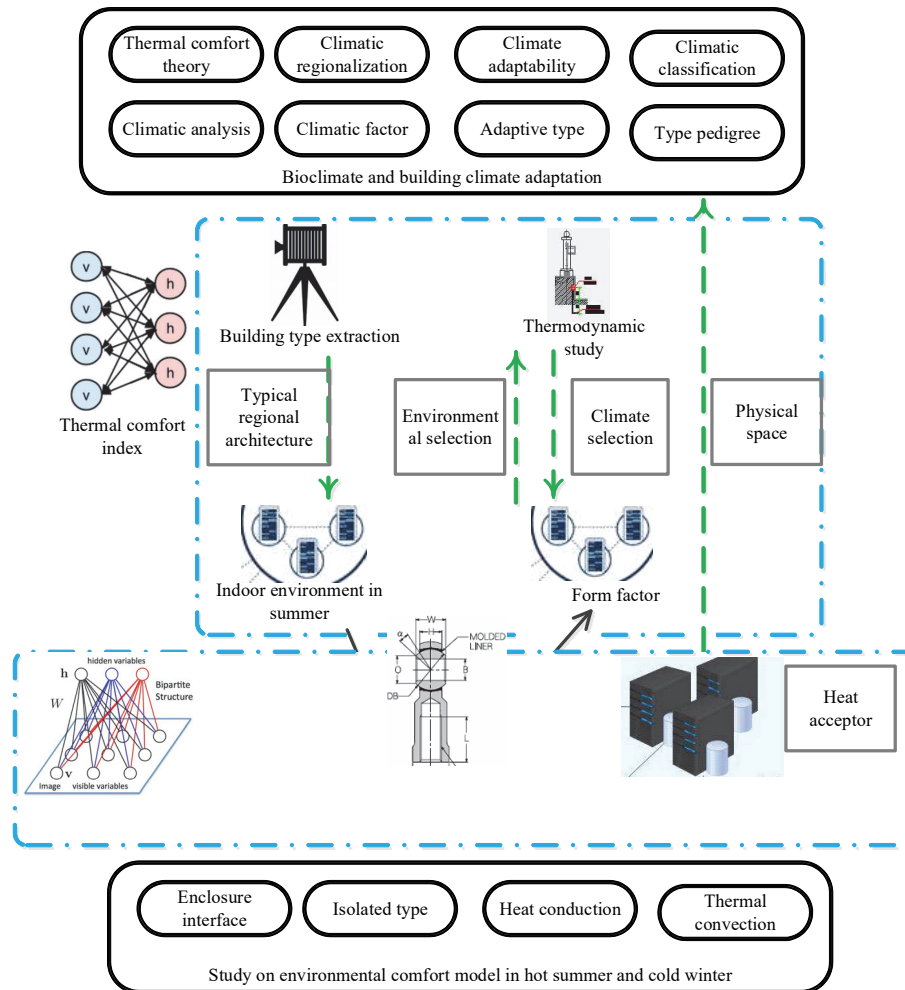 Thermal comfort
theory
Climatic
regionalization
Climate
adaptability
Climatic
classification
Climatic analysis
Climatic factor
Adaptive type
Type pedigree
Bioclimate and building climate adaptation
v
v
v
v
h
h
h
Thermal comfort
index
Building type extraction
Thermodynamic
study
Typical
regional
architecture
Environment
al selection
Climate
selection
Physical
space
Indoor environment in
summer
Form factor
hidden variables
h
W
Bipartite
Structure
v
Image
visible variables
W
H
α
MOLDED
LINER
O
B
DB
L
Heat
acceptor
Enclosure
interface
Isolated type
Heat conduction
Thermal
convection
Study on environmental comfort model in hot summer and cold winter